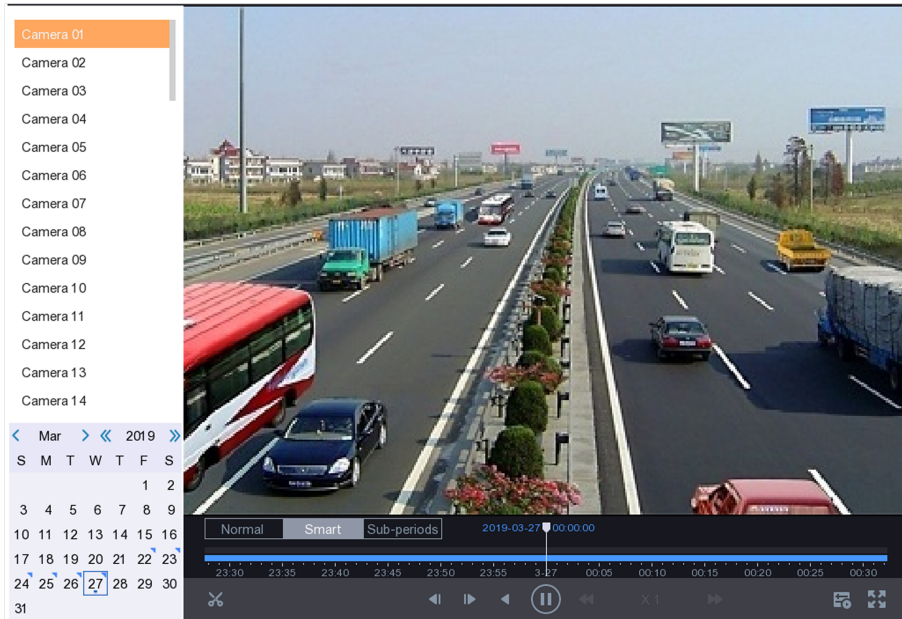 Camera 01
Camera 02
Camera 03
Camera 04
Camera 05
Camera 06
Camera 07
Camera 08
Camera 09
Camera 10
Camera 11
Camera 12
Camera 13
Camera 14
Mar 2019
S M T W T F S
1 2
3 4 5 6 7 8 9
10 11 12 13 14 15 16
17 18 19 20 21 22 23
24 25 26 27 28 29 30
31
Normal Smart Sub-periods 2019-03-27 00:00:00
23:30 23:35 23:40 23:45 23:50 23:55 3-27 00:05 00:10 00:15 00:20 00:25 00:30
X 1